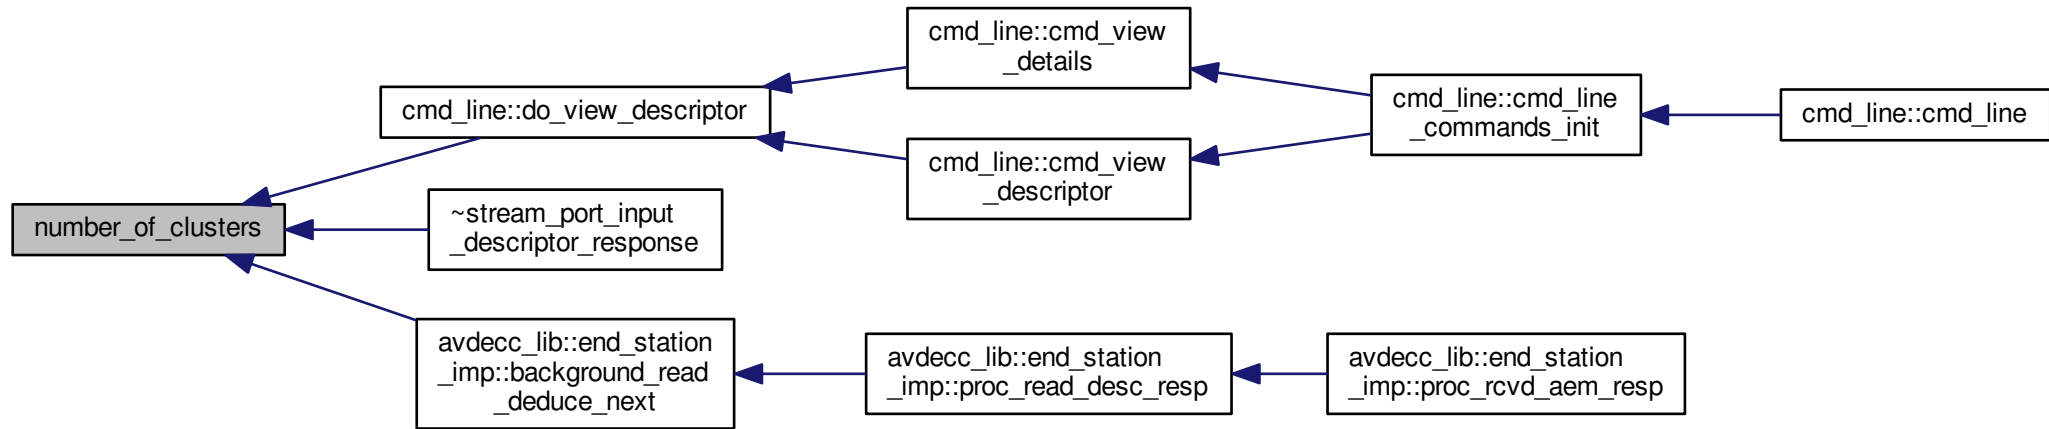 number_of_clusters
cmd_line::do_view_descriptor
cmd_line::cmd_view
_details
cmd_line::cmd_view
_descriptor
cmd_line::cmd_line
_commands_init
cmd_line::cmd_line
~stream_port_input
_descriptor_response
avdecc_lib::end_station
_imp::background_read
_deduce_next
avdecc_lib::end_station
_imp::proc_read_desc_resp
avdecc_lib::end_station
_imp::proc_rcvd_aem_resp